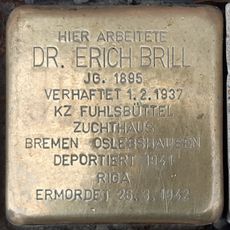 HIER ARBEITETE
DR. ERICH BRILL
JG. 1895
VERHAFTET 1.2.1937
KZ FUHLSBÜTTEL
ZUCHTHAUS
BREMEN OSLEBSHAUSEN
DEPORTIERT 1941
RIGA
ERMORDET 26.3.1942